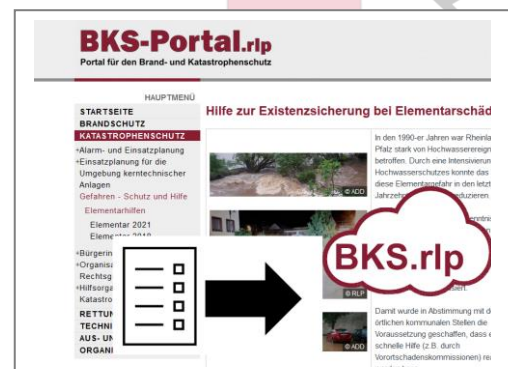 BKS-Portal.rlp
Portal für den Brand- und Katastrophenschutz
HAUPTMENÜ
STARTSEITE
BRANDSCHUTZ
KATASTROPHENSCHUTZ
Alarm- und Einsatzplanung
Einsatzplanung für die
Umgebung kerntechnischer
Anlagen
Gefahren - Schutz und Hilfe
Elementarhilfen
Elementar 2021
Bürgerin
Organisa
Rechtsg
Hilfsorga
Katastro
RETTU
TECHNI
AUS- UN
ORGANI
Hilfe zur Existenzsicherung bei Elementarschäd
© ADD
© RLP
© ADD
In den 1990-er Jahren war Rheinla
Pfalz stark von Hochwasserereign
betroffen. Durch eine Intensivierun
Hochwasserschutzes konnte das
diese Elementargefahr in den letzt
Jahrzehn
eduzieren
BKS.rlp
Damit wurde in Abstimmung mit d
örtlichen kommunalen Stellen die
Voraussetzung geschaffen, dass e
schnelle Hilfe (z.B. durch
Vorortschadenskommissionen) re